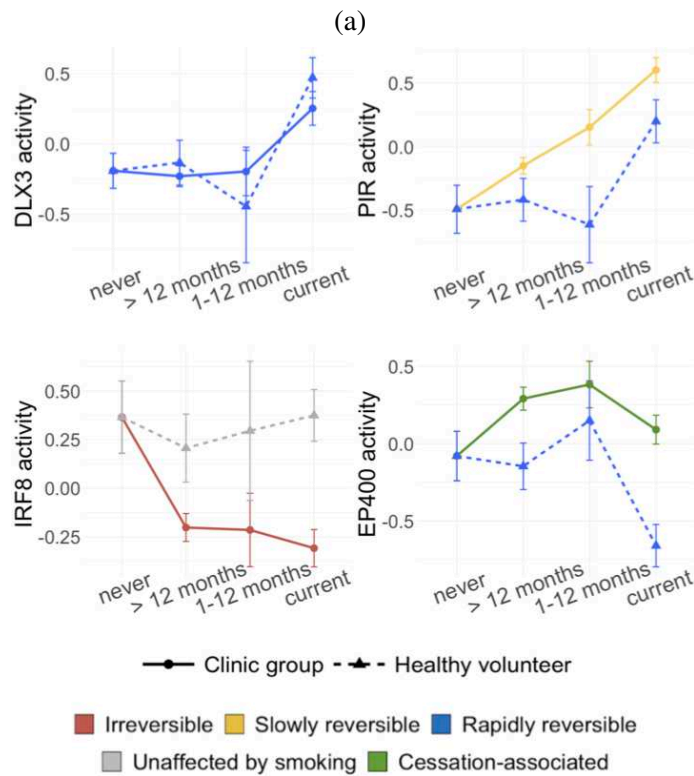 (a)
DLX3 activity
0.5
0.0
-0.5
never
> 12 months
1-12 months
current
PIR activity
0.5
0.0
-0.5
never
> 12 months
1-12 months
current
IRF8 activity
0.50
0.25
0.00
-0.25
never
> 12 months
1-12 months
current
EP400 activity
0.5
0.0
-0.5
never
> 12 months
1-12 months
current
Clinic group Healthy volunteer
Irreversible Slowly reversible Rapidly reversible
Unaffected by smoking Cessation-associated